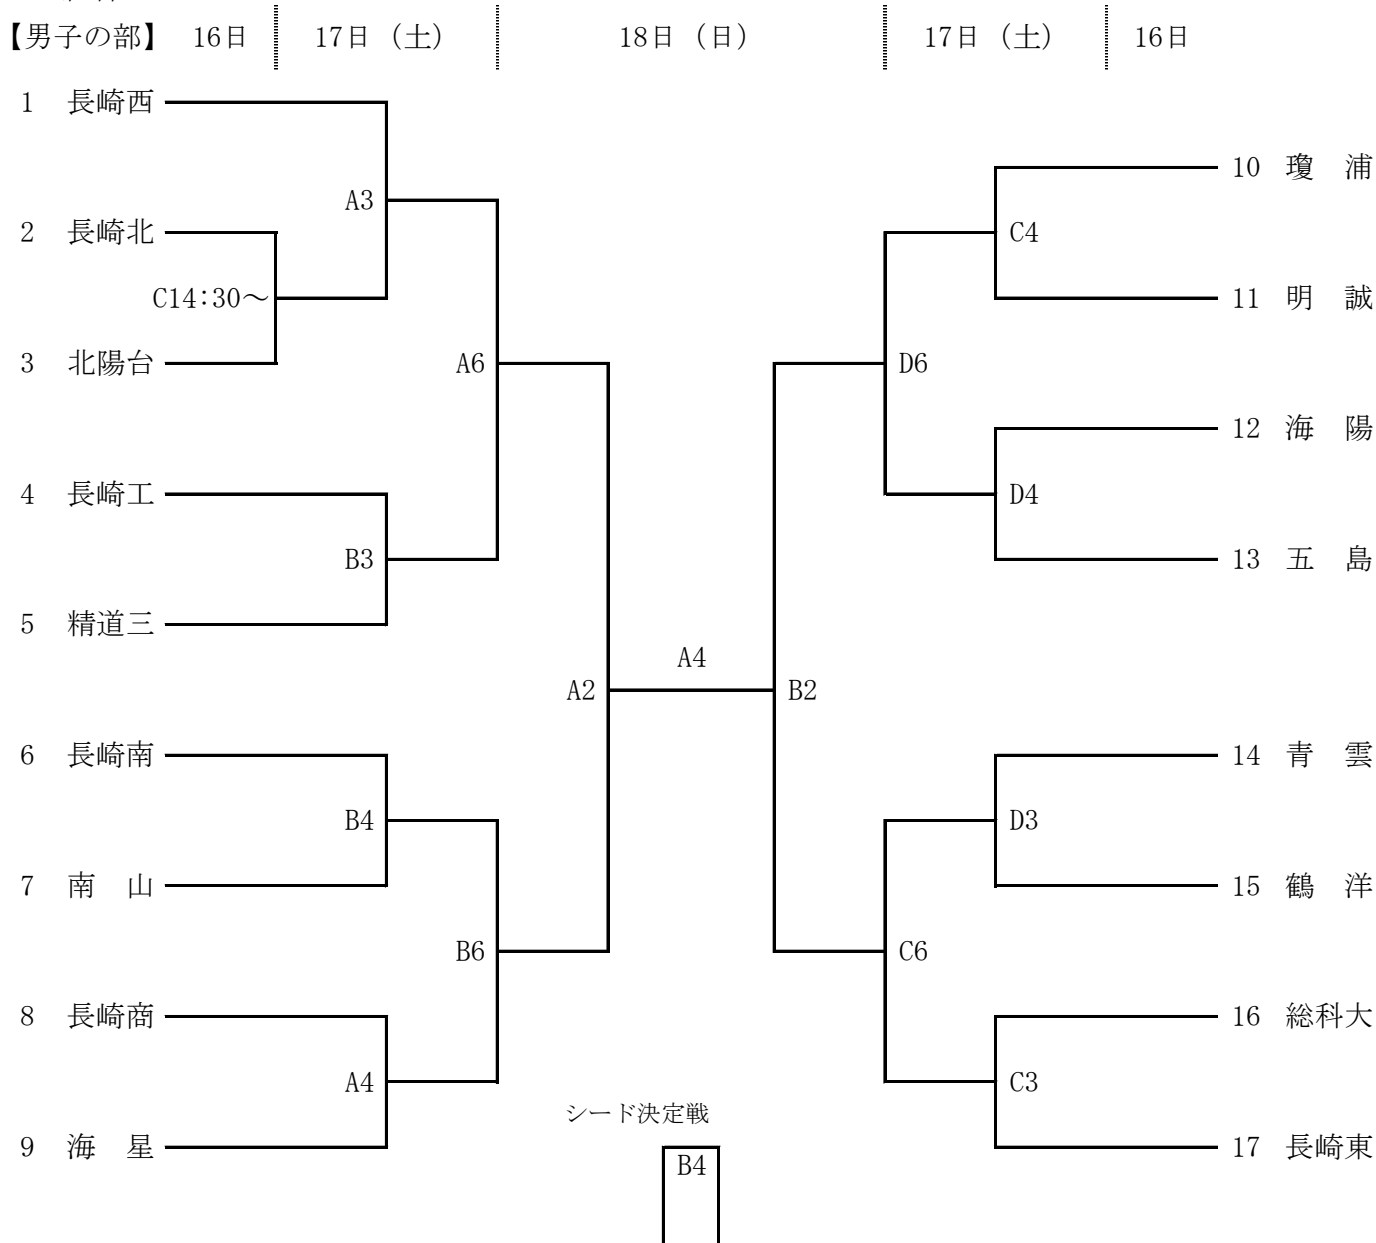 【男子の部】 16日 17日（土） 18日（日） 17日（土） 16日
1 長崎西
10 瓊 浦
A3
2 長崎北
C4
C14:30～
11 明 誠
3 北陽台
A6
D6
12 海 陽
4 長崎工
D4
B3
13 五 島
5 精道三
A4
A2
B2
6 長崎南
14 青 雲
B4
D3
7 南 山
15 鶴 洋
B6
C6
8 長崎商
16 総科大
A4
C3
シード決定戦
9 海 星
17 長崎東
B4